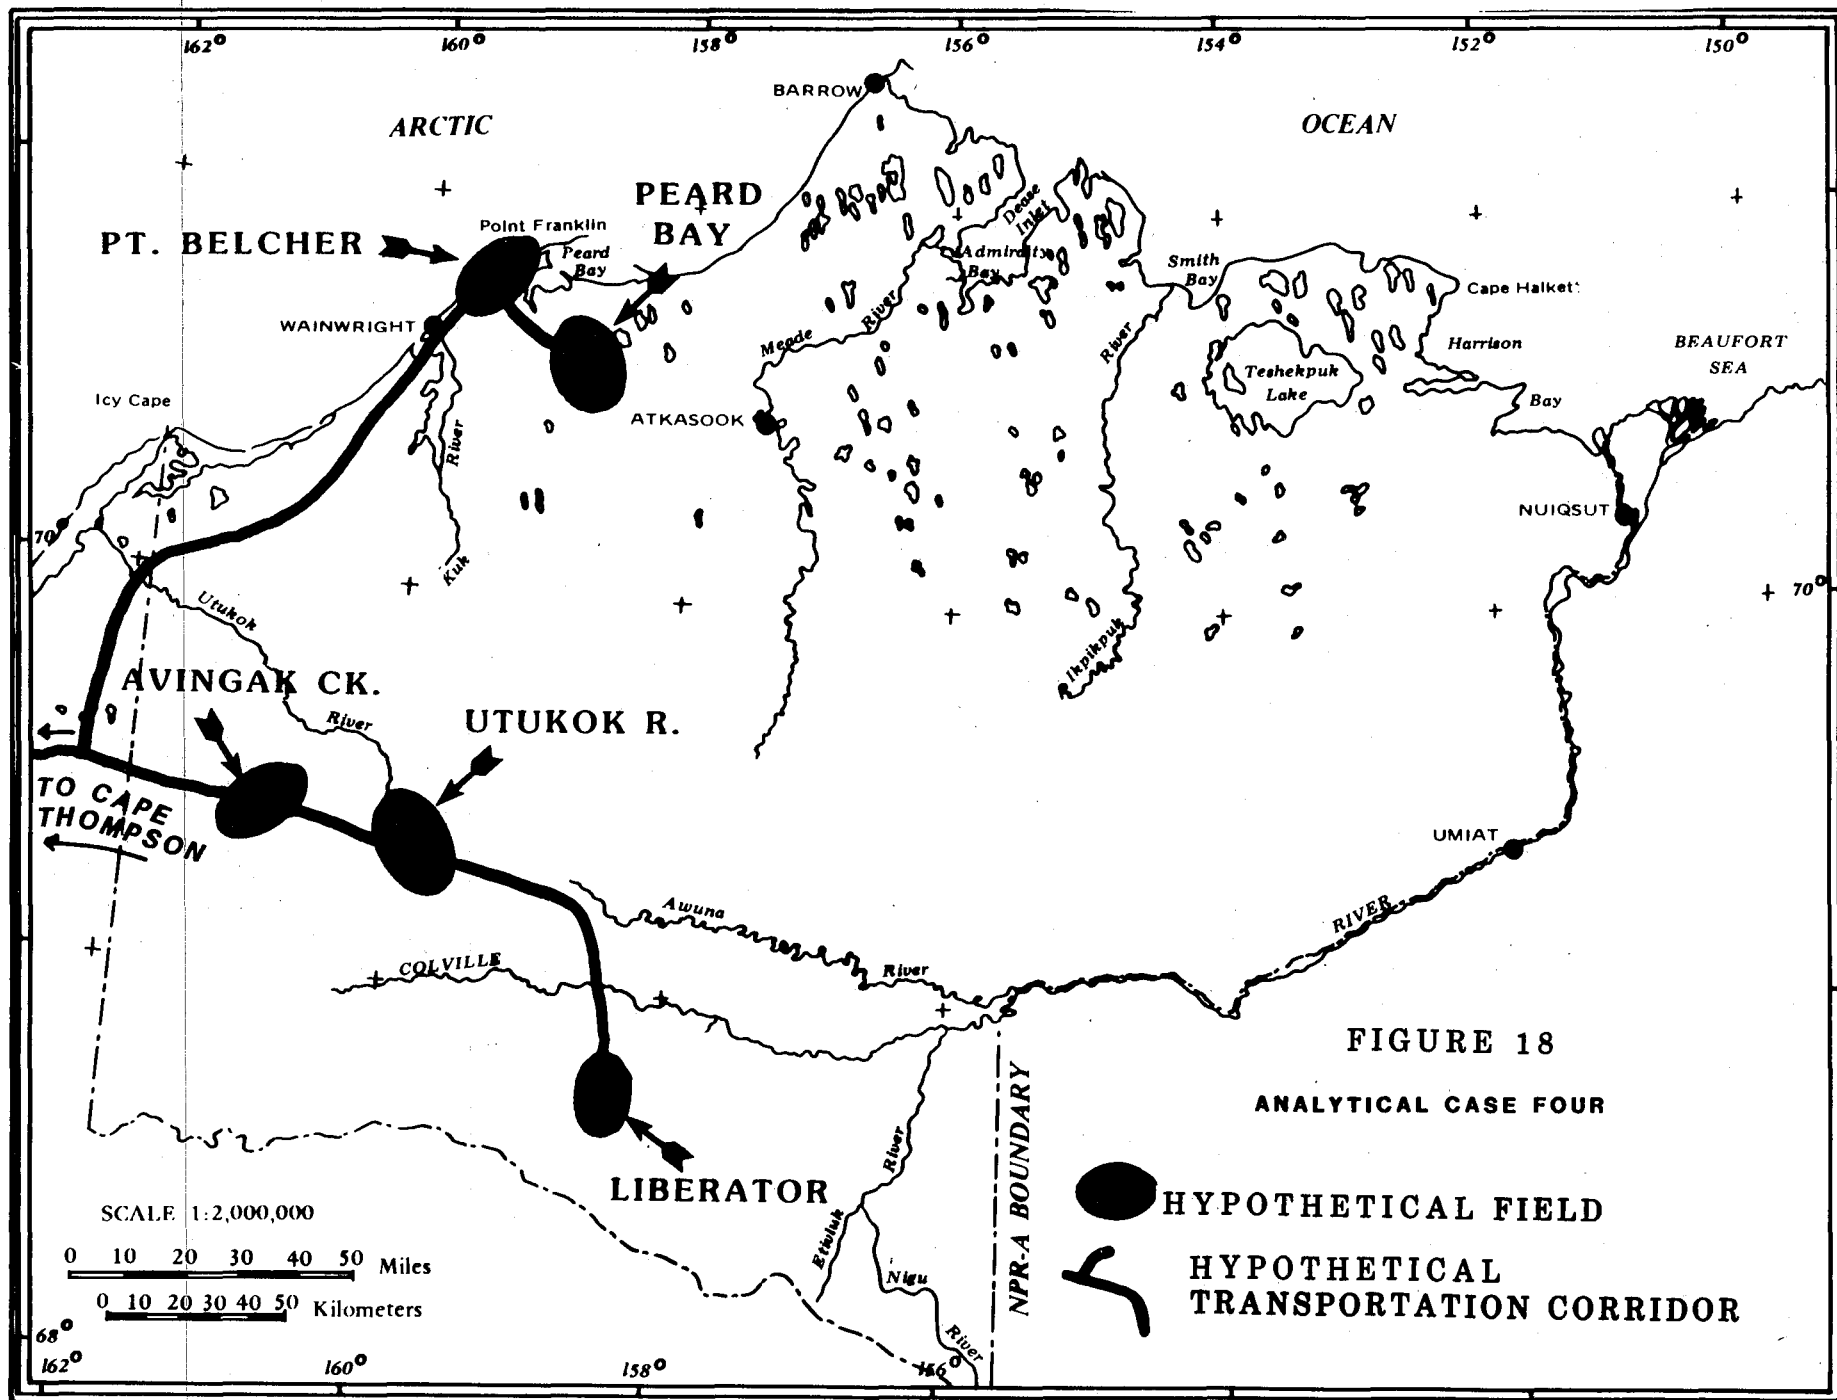 162°
160°
158°
156°
154°
152°
150°
BARROW
ARCTIC
OCEAN
PEARD
BAY
Point Franklin
PT. BELCHER
Peard
Bay
Dease
Inlet
Admiralty
Bay
Smith
Bay
Cape Halkett
WAINWRIGHT
River
Meade
River
Harrison
BEAUFORT
SEA
Teshekpuk
Lake
Icy Cape
ATKASOOK
Bay
River
Kuk
NUIQSUT
70
70°
Utukok
River
Ikpikpuk
AVINGAK CK.
UTUKOK R.
TO CAPE
THOMPSON
UMIAT
Awuna
River
RIVER
COLVILLE
FIGURE 18
ANALYTICAL CASE FOUR
NPR-A BOUNDARY
River
Etivluk
LIBERATOR
HYPOTHETICAL FIELD
SCALE 1:2,000,000
0 10 20 30 40 50 Miles
0 10 20 30 40 50 Kilometers
Nigu
River
HYPOTHETICAL
TRANSPORTATION CORRIDOR
68°
162°
160°
158°
156°